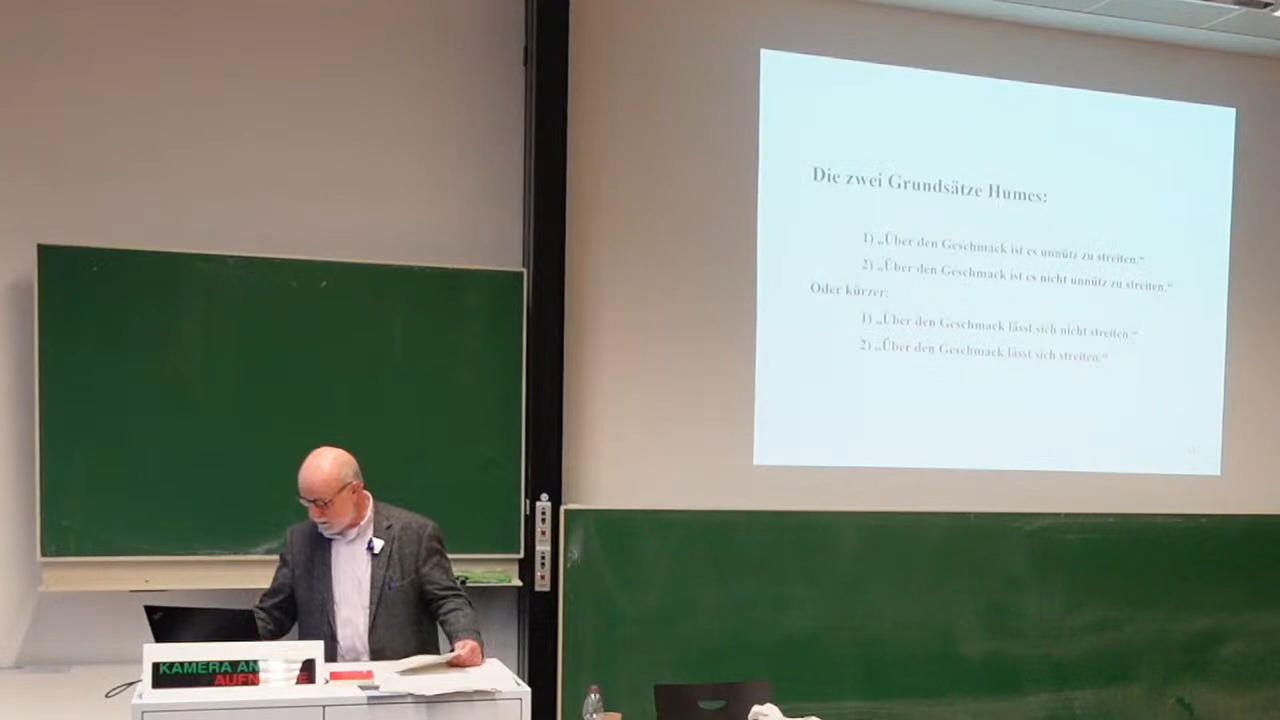 Die zwei Grundsätze Humes:
1) „Über den Geschmack ist es unnütz zu streiten.“
2) „Über den Geschmack ist es nicht unnütz zu streiten.“
Oder kürzer:
1) „Über den Geschmack lässt sich nicht streiten.“
2) „Über den Geschmack lässt sich streiten.“
KAMERA AN